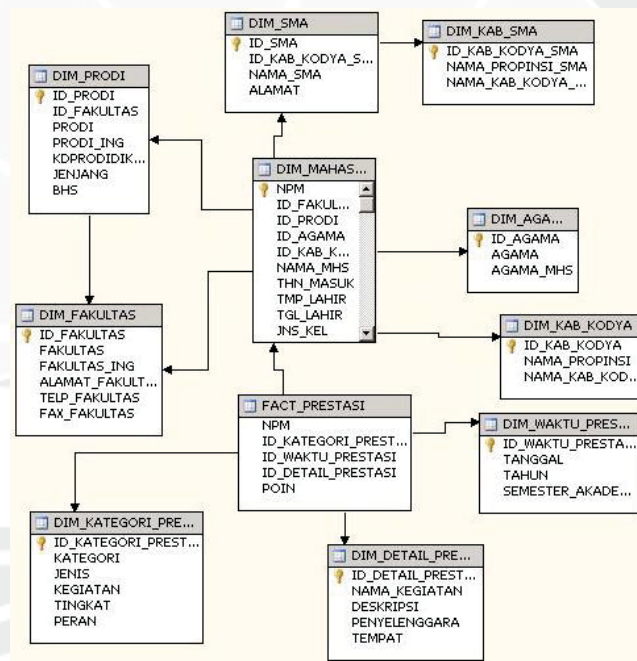 DIM_SMA
ID_SMA
ID_KAB_KODYA_S...
NAMA_SMA
ALAMAT
DIM_KAB_SMA
ID_KAB_KODYA_SMA
NAMA_PROPINSI_SMA
NAMA_KAB_KODYA_...
DIM_PRODI
ID_PRODI
ID_FAKULTAS
PRODI
PRODI_ING
KDPRODIDIK...
JENJANG
BHS
DIM_MAHAS...
NPM
ID_FAKUL...
ID_PRODI
ID_AGAMA
ID_KAB_K...
NAMA_MHS
THN_MASUK
TMP_LAHIR
TGL_LAHIR
JNS_KEL
DIM_AGA...
ID_AGAMA
AGAMA
AGAMA_MHS
DIM_FAKULTAS
ID_FAKULTAS
FAKULTAS
FAKULTAS_ING
ALAMAT_FAKULT...
TELP_FAKULTAS
FAX_FAKULTAS
DIM_KAB_KODYA
ID_KAB_KODYA
NAMA_PROPINSI
NAMA_KAB_KOD...
FACT_PRESTASI
NPM
ID_KATEGORI_PREST...
ID_WAKTU_PRESTASI
ID_DETAIL_PRESTASI
POIN
DIM_WAKTU_PRES...
ID_WAKTU_PRESTA...
TANGGAL
TAHUN
SEMESTER_AKADE...
DIM_KATEGORI_PRE...
ID_KATEGORI_PREST...
KATEGORI
JENIS
KEGIATAN
TINGKAT
PERAN
DIM_DETAIL_PRE...
ID_DETAIL_PREST...
NAMA_KEGIATAN
DESKRIPSI
PENYELENGGARA
TEMPAT